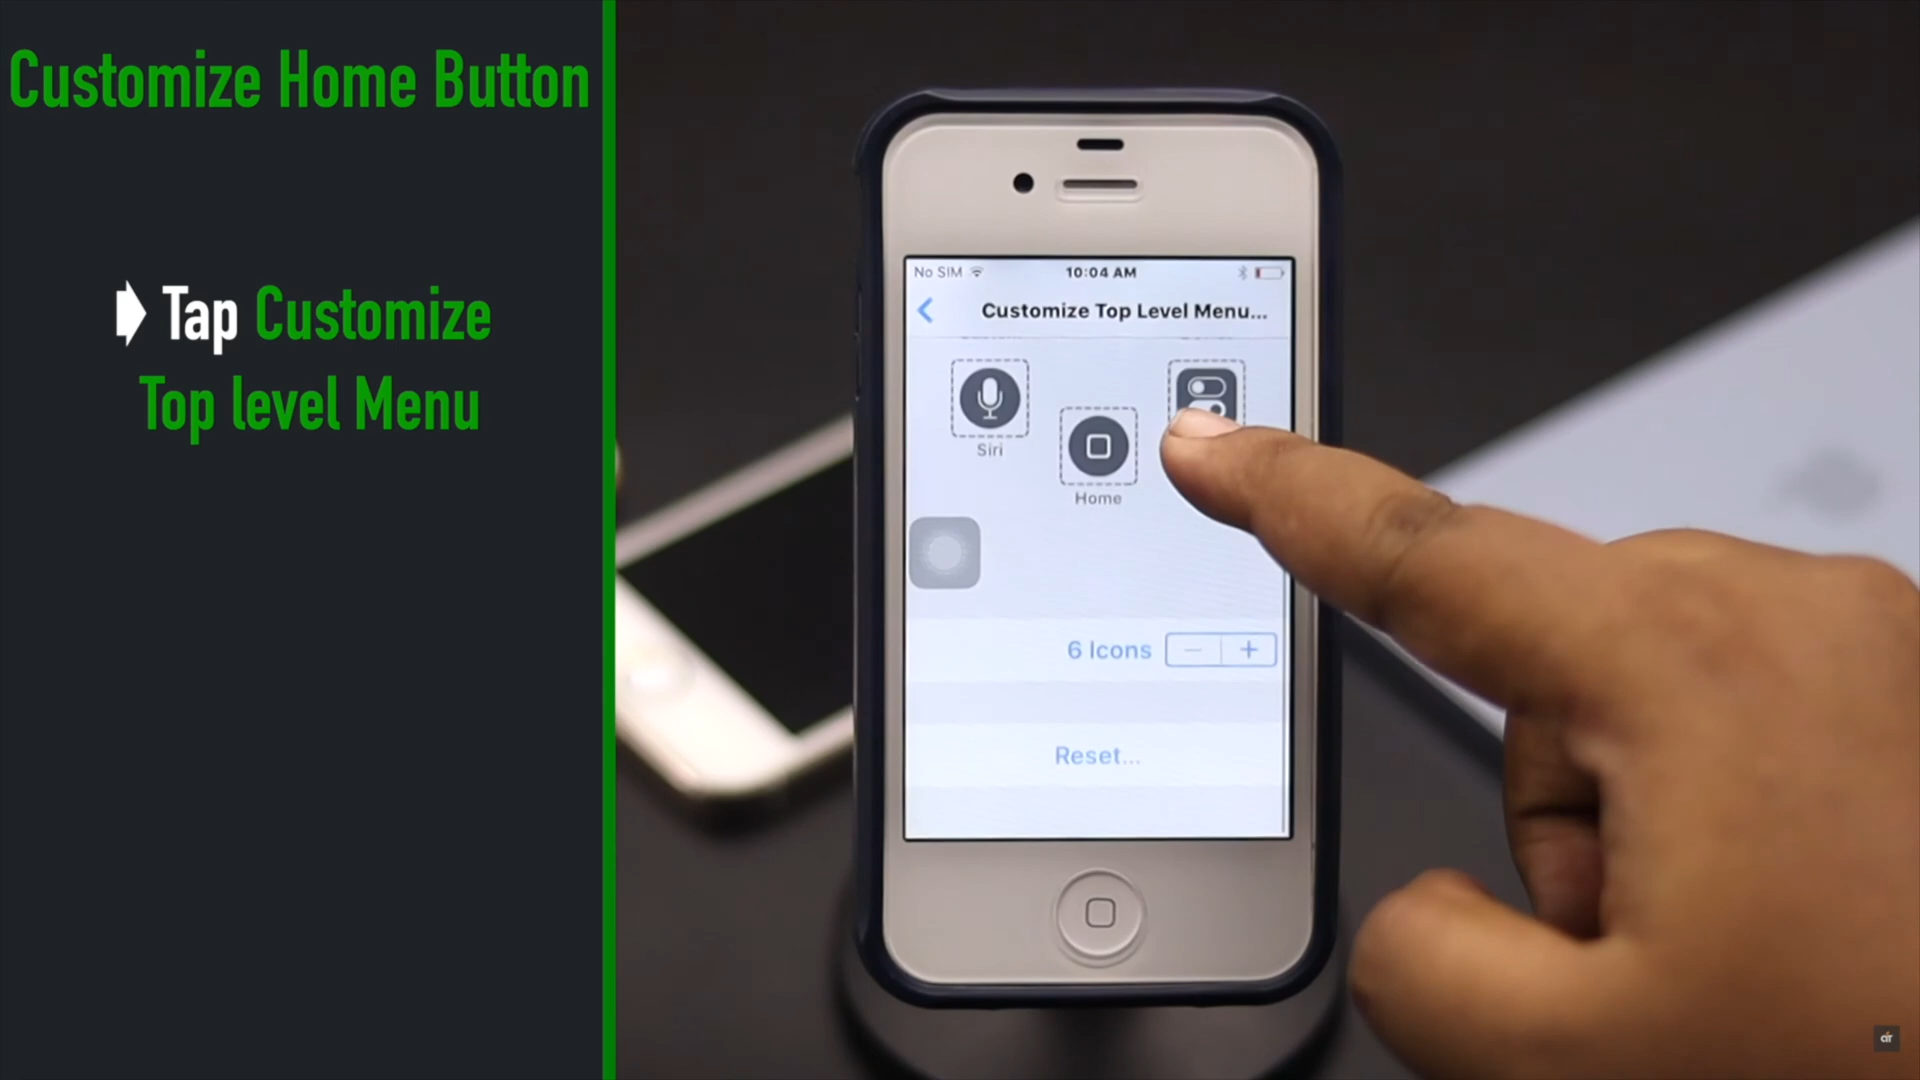 Customize Home Button
Tap Customize
Top level Menu
No SIM
10:04 AM
Customize Top Level Menu...
Siri
Home
6 Icons
Reset...